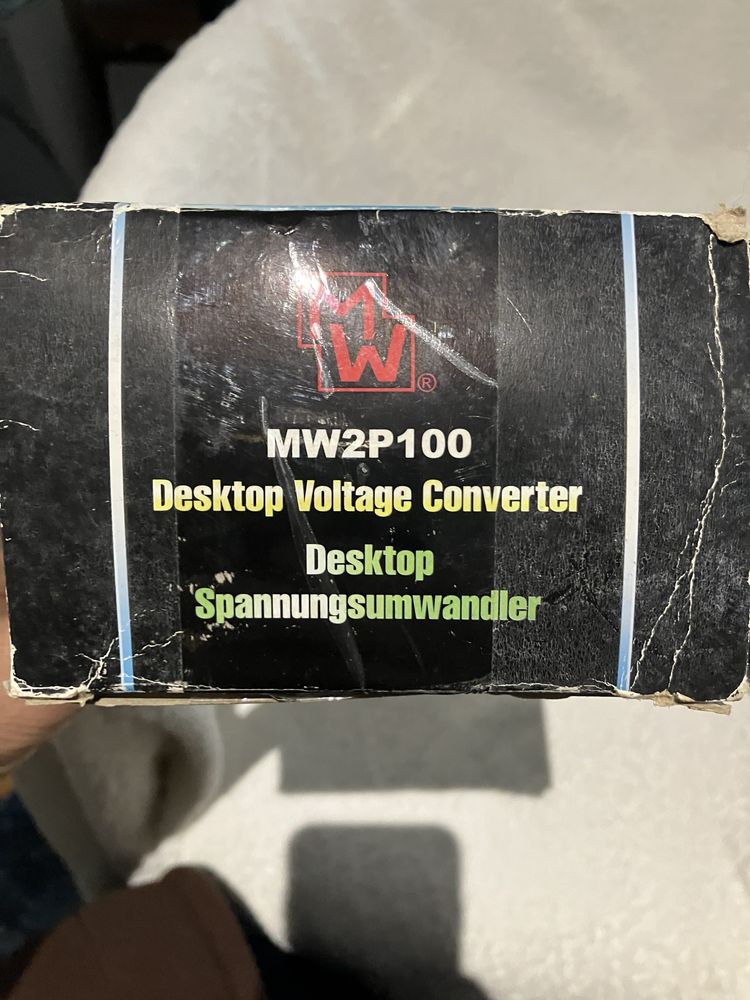 MW
®
MW2P100
Desktop Voltage Converter
Desktop
Spannungsumwandler